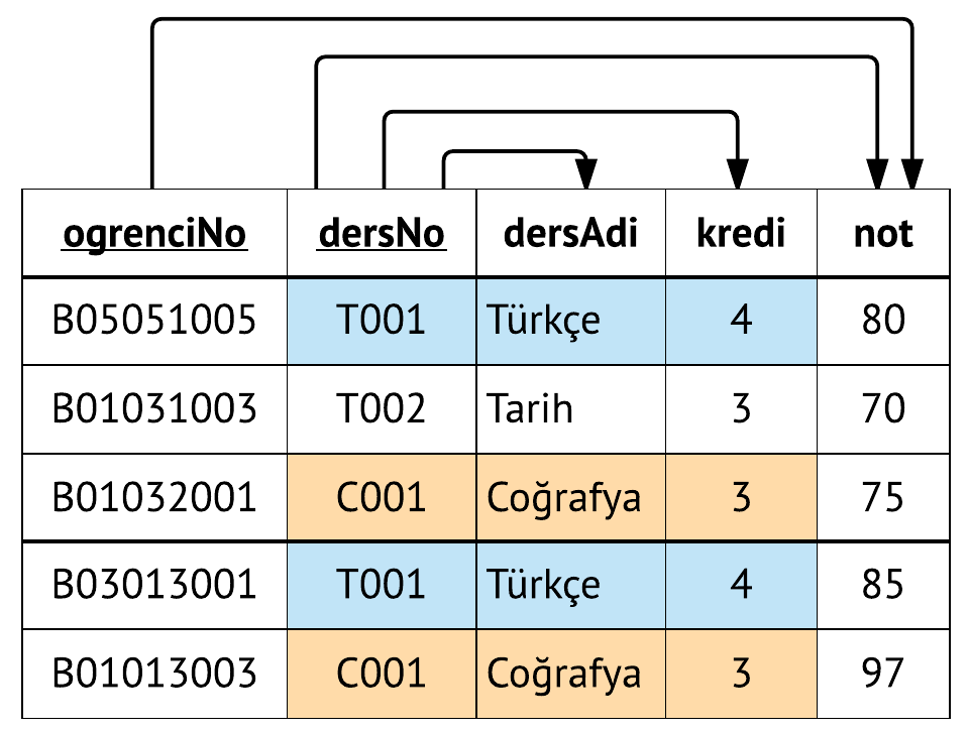 ogrenciNo dersNo dersAdi kredi not
B05051005 T001 Türkçe 4 80
B01031003 T002 Tarih 3 70
B01032001 C001 Coğrafya 3 75
B03013001 T001 Türkçe 4 85
B01013003 C001 Coğrafya 3 97